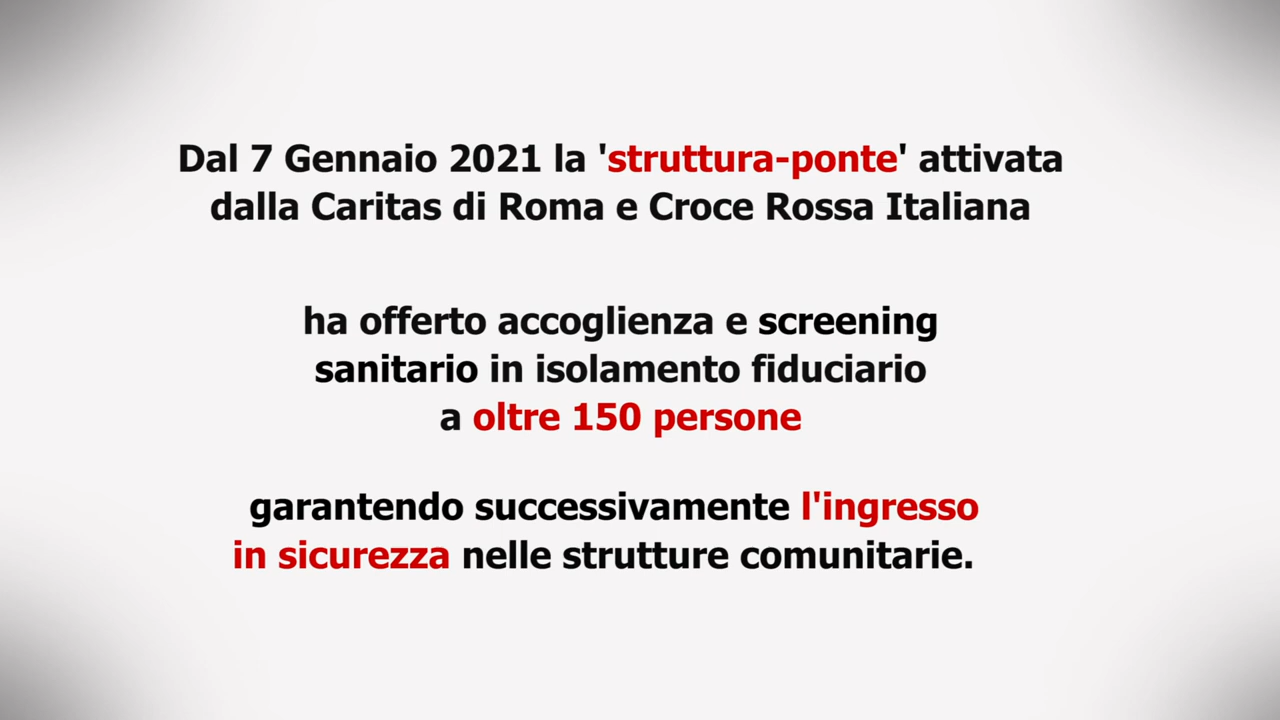 Dal 7 Gennaio 2021 la 'struttura-ponte' attivata
dalla Caritas di Roma e Croce Rossa Italiana
ha offerto accoglienza e screening
sanitario in isolamento fiduciario
a oltre 150 persone
garantendo successivamente l'ingresso
in sicurezza nelle strutture comunitarie.